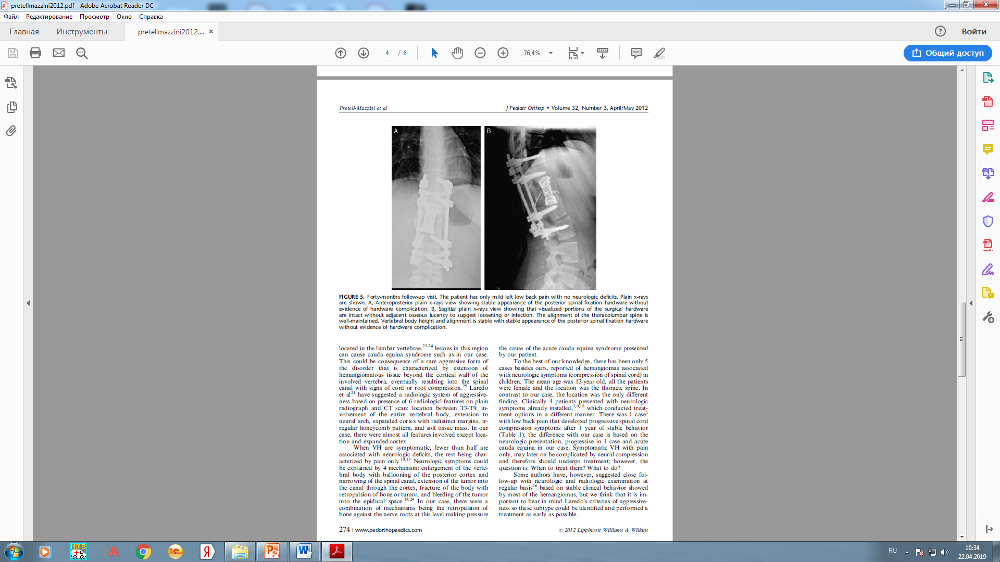 pretellmazzini2012.pdf - Adobe Acrobat Reader DC
Файл Редактирование Просмотр Окно Справка
Главная Инструменты pretellmazzini2012.... × Войти
4 / 6 76,4% Общий доступ
Pretell-Mazzini et al J Pediatr Orthop • Volume 32, Number 3, April/May 2012
A B
FIGURE 5. Forty-months follow-up visit. The patient has only mild left low back pain with no neurologic deficits. Plain x-rays
are shown. A, Anteroposterior plain x-rays view showing stable appearance of the posterior spinal fixation hardware without
evidence of hardware complication. B, Sagittal plain x-rays view showing that visualized portions of the surgical hardware
are intact without adjacent osseous lucency to suggest loosening or infection. The alignment of the thoracolumbar spine is
well-maintained. Vertebral body height and alignment is stable with stable appearance of the posterior spinal fixation hardware
without evidence of hardware complication.
located in the lumbar vertebrae,23,24 lesions in this region
can cause cauda equina syndrome such as in our case.
This could be consequence of a rare aggressive form of
the disorder that is characterized by extension of
hemangiomatous tissue beyond the cortical wall of the
involved vertebra, eventually resulting into the spinal
canal with signs of cord or root compression.25 Laredo
et al21 have suggested a radiologic system of aggressive-
ness based on presence of 6 radiologicl features on plain
radiograph and CT scan: location between T3-T9, in-
volvement of the entire vertebral body, extension to
neural arch, expanded cortex with indistinct margins, ir-
regular honeycomb pattern, and soft tissue mass. In our
case, there were almost all features involved except loca-
tion and expanded cortex.
When VH are symptomatic, fewer than half are
associated with neurologic deficits, the rest being char-
acterized by pain only.10,13 Neurologic symptoms could
be explained by 4 mechanism: enlargement of the verte-
bral body with ballooning of the posterior cortex and
narrowing of the spinal canal, extension of the tumor into
the canal through the cortex, fracture of the body with
retropulsion of bone or tumor, and bleeding of the tumor
into the epidural space.18,24 In our case, there were a
combination of mechanisms being the retropulsion of
bone against the nerve roots at this level making pressure
the cause of the acute cauda equina syndrome presented
by our patient.
To the best of our knowledge, there has been only 5
cases besides ours, reported of hemangiomas associated
with neurologic symptoms (compression of spinal cord) in
children. The mean age was 13-year-old, all the patients
were female and the location was the thoracic spine. In
contrast to our case, the location was the only different
finding. Clinically 4 patients presented with neurologic
symptoms already installed,7,9,18 which conducted treat-
ment options in a different manner. There was 1 case1
with low back pain that developed progressive spinal cord
compression symptoms after 1 year of stable behavior
(Table 1); the difference with our case is based on the
neurologic presentation, progressive in 1 case and acute
cauda equina in our case. Symptomatic VH with pain
only, may later on be complicated by neural compression
and therefore should undergo treatment; however, the
question is: When to treat them? What to do?
Some authors have, however, suggested close fol-
low-up with neurologic and radiologic examination at
regular basis26 based on stable clinical behavior showed
by most of the hemangiomas, but we think that it is im-
portant to bear in mind Laredo's criterias of aggressive-
ness so these subtype could be identified and performed a
treatment as early as possible.
274 | www.pedorthopaedics.com © 2012 Lippincott Williams & Wilkins
MMS AA 1C Я P W RU 10:34
22.04.2019